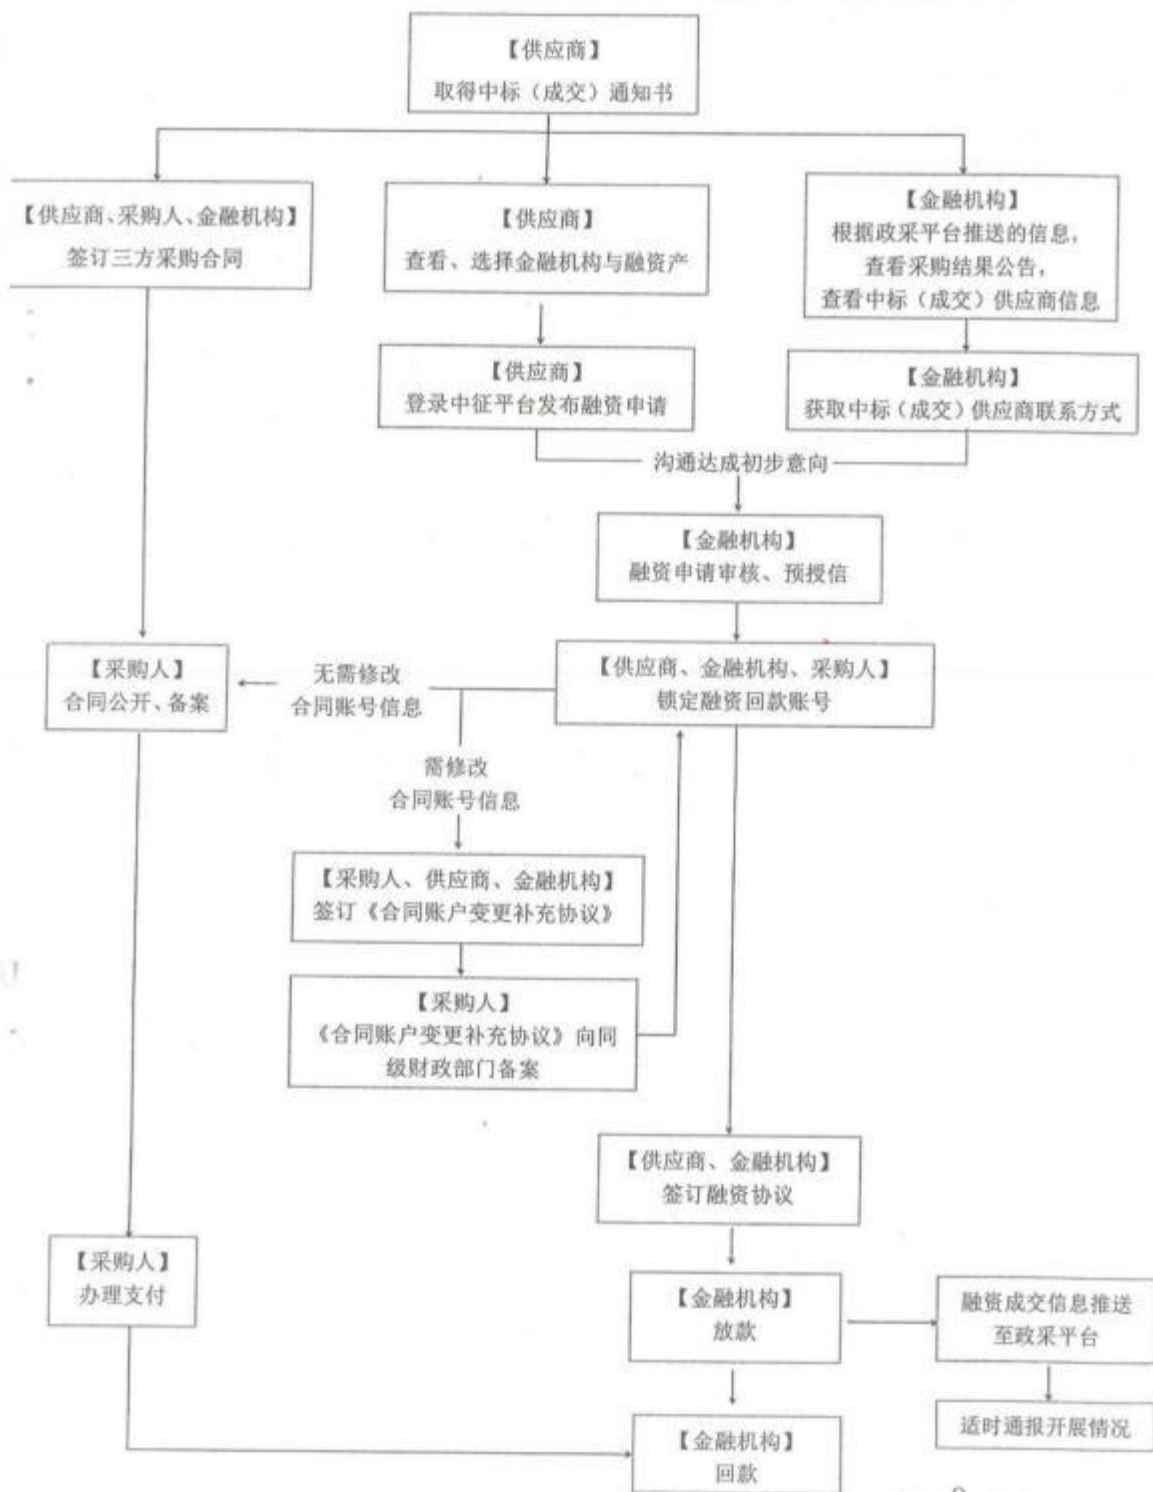 【供应商】
取得中标（成交）通知书
【供应商、采购人、金融机构】
签订三方采购合同
【供应商】
查看、选择金融机构与融资产
【金融机构】
根据政采平台推送的信息，
查看采购结果公告，
查看中标（成交）供应商信息
【供应商】
登录中征平台发布融资申请
【金融机构】
获取中标（成交）供应商联系方式
沟通达成初步意向
【金融机构】
融资申请审核、预授信
【采购人】
合同公开、备案
无需修改
合同账号信息
【供应商、金融机构、采购人】
锁定融资回款账号
需修改
合同账号信息
【采购人、供应商、金融机构】
签订《合同账户变更补充协议》
【采购人】
《合同账户变更补充协议》向同
级财政部门备案
【供应商、金融机构】
签订融资协议
【采购人】
办理支付
【金融机构】
放款
融资成交信息推送
至政采平台
适时通报开展情况
【金融机构】
回款